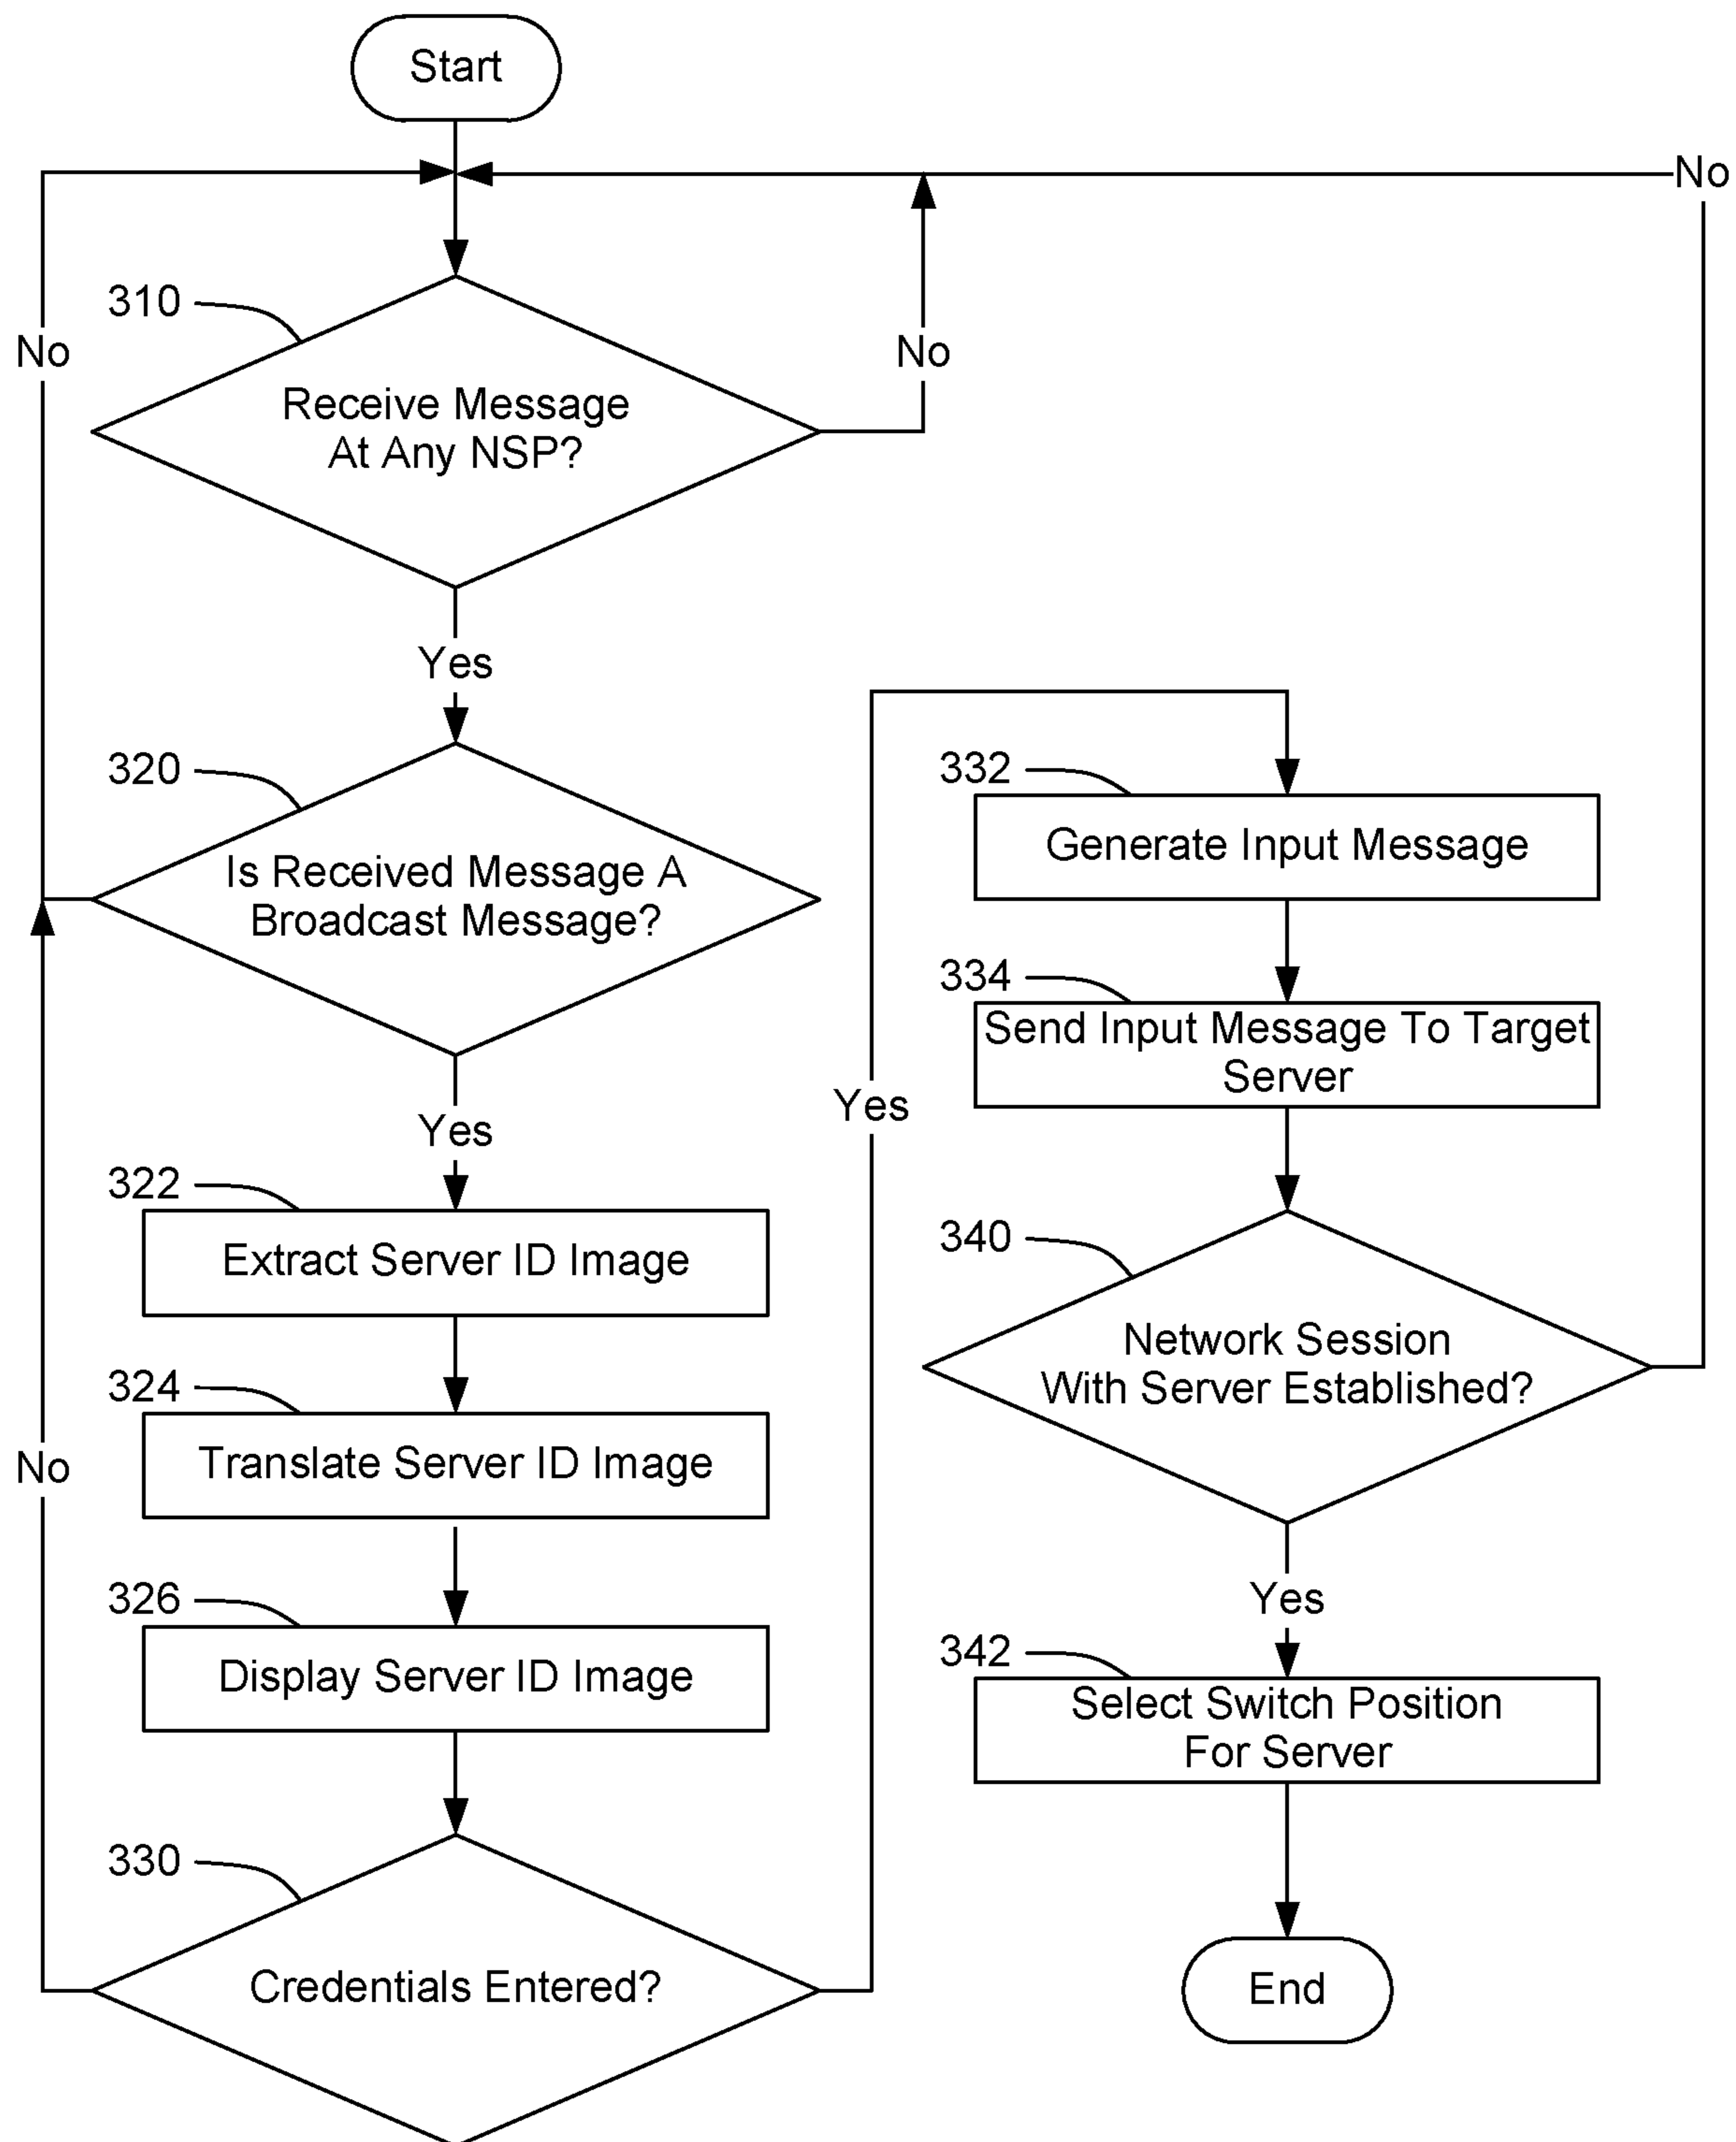 Start
No
310
No
No
Receive Message
At Any NSP?
Yes
320
Is Received Message A
Broadcast Message?
Yes
322
Extract Server ID Image
324
Translate Server ID Image
No
326
Display Server ID Image
330
Credentials Entered?
Yes
332
Generate Input Message
334
Send Input Message To Target
Server
340
Network Session
With Server Established?
Yes
342
Select Switch Position
For Server
End